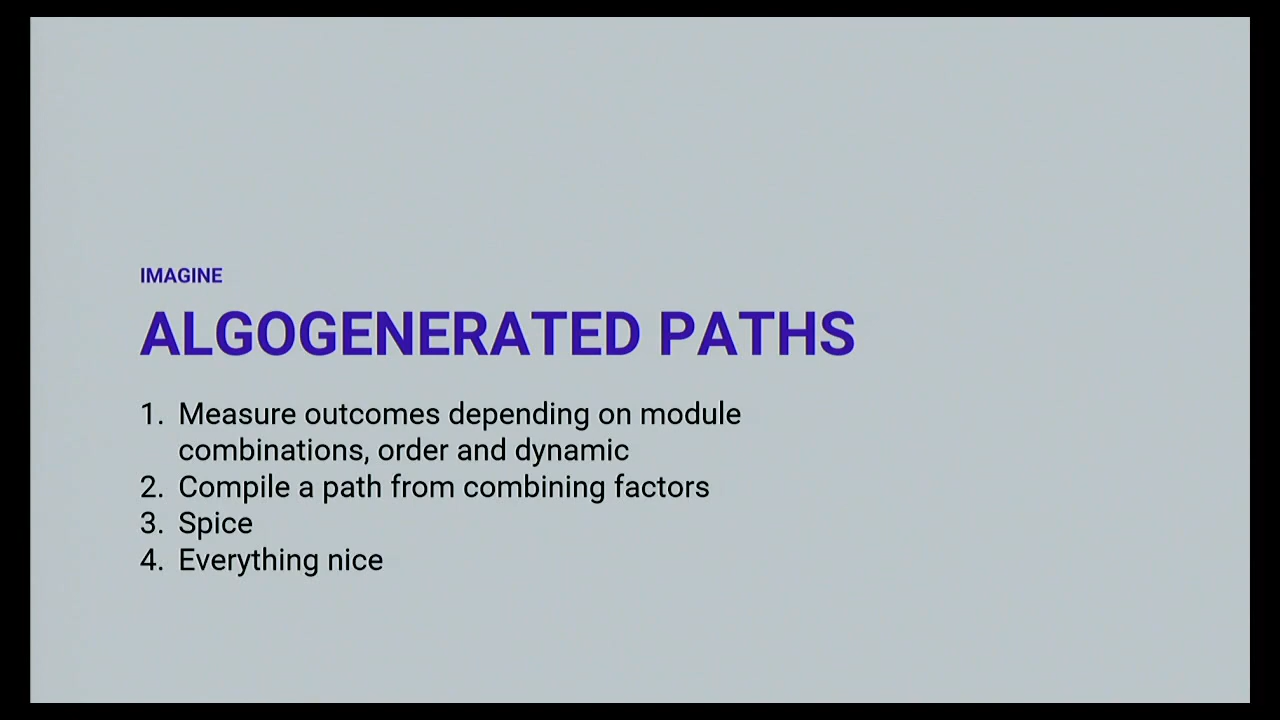 IMAGINE
ALGOGENERATED PATHS
1. Measure outcomes depending on module
combinations, order and dynamic
2. Compile a path from combining factors
3. Spice
4. Everything nice